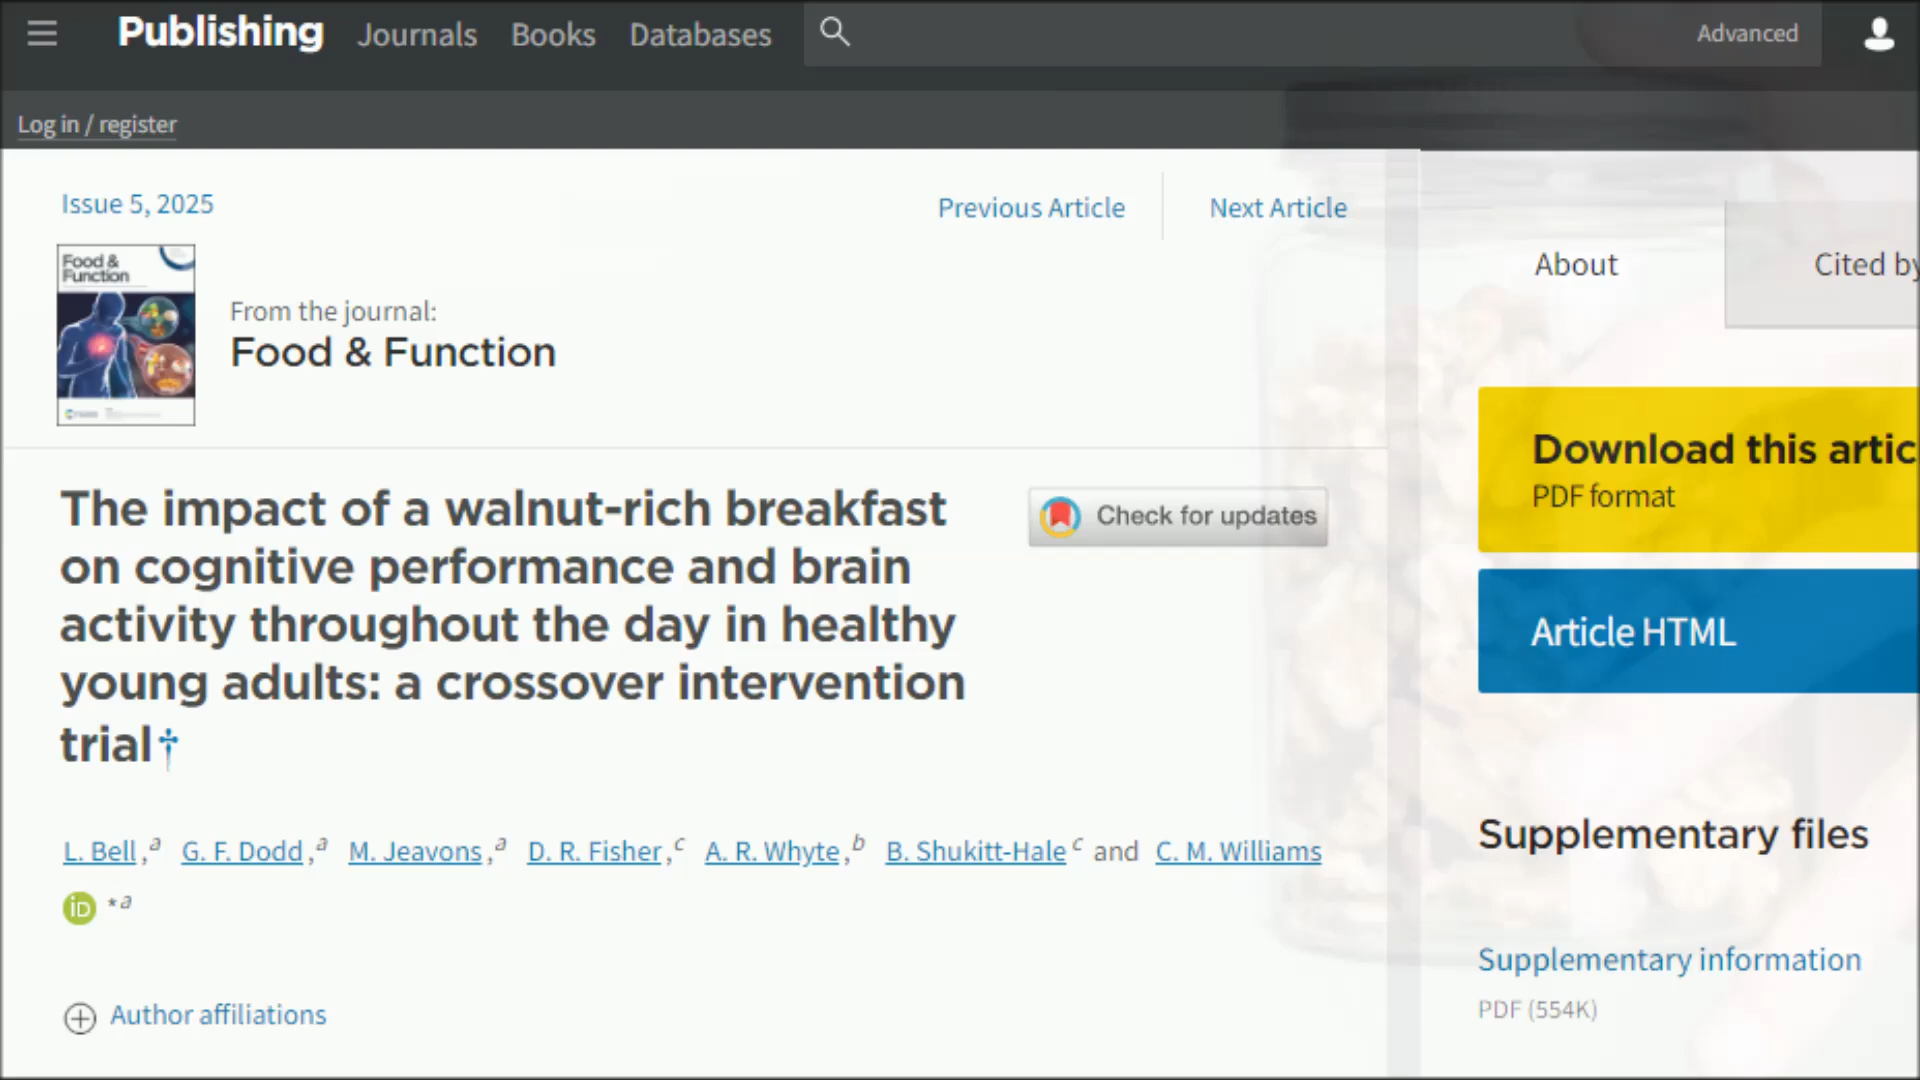 Publishing Journals Books Databases Advanced
Log in / register
Issue 5, 2025
Previous Article Next Article
Food &
Function
From the journal:
Food & Function
About
Cited by
Download this artic
PDF format
Article HTML
The impact of a walnut-rich breakfast
on cognitive performance and brain
activity throughout the day in healthy
young adults: a crossover intervention
trial†
Check for updates
L. Bell,a G. F. Dodd,a M. Jeavons,a D. R. Fisher,c A. R. Whyte,b B. Shukitt-Hale c and C. M. Williams
iD *a
Author affiliations
Supplementary files
Supplementary information
PDF (554K)